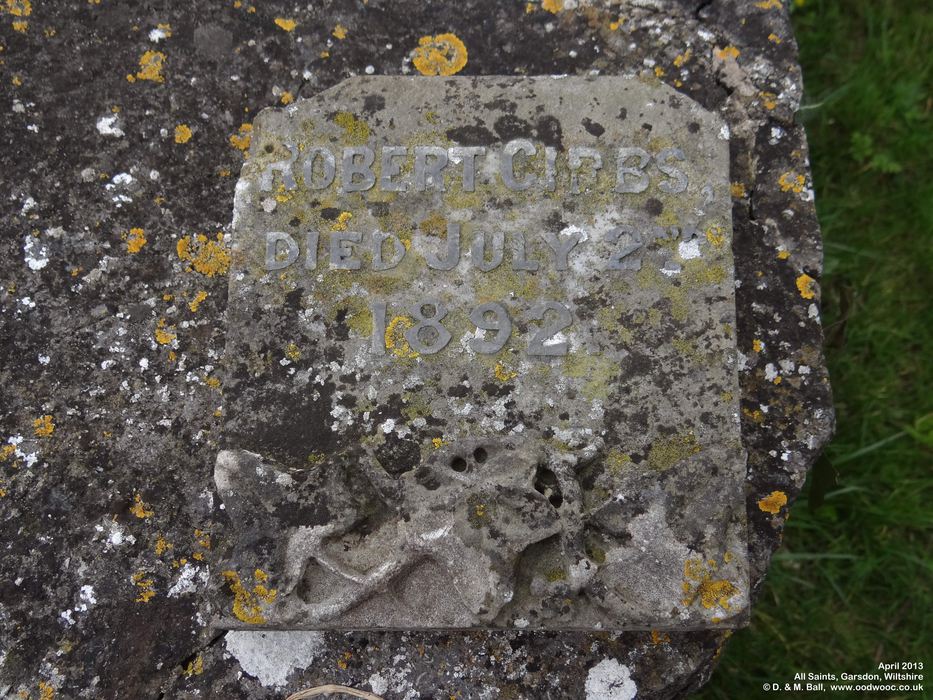 ROBERT GIBBS,
DIED JULY 2ND
1892.
April 2013
All Saints, Garsdon, Wiltshire
© D. & M. Ball, www.oodwooc.co.uk